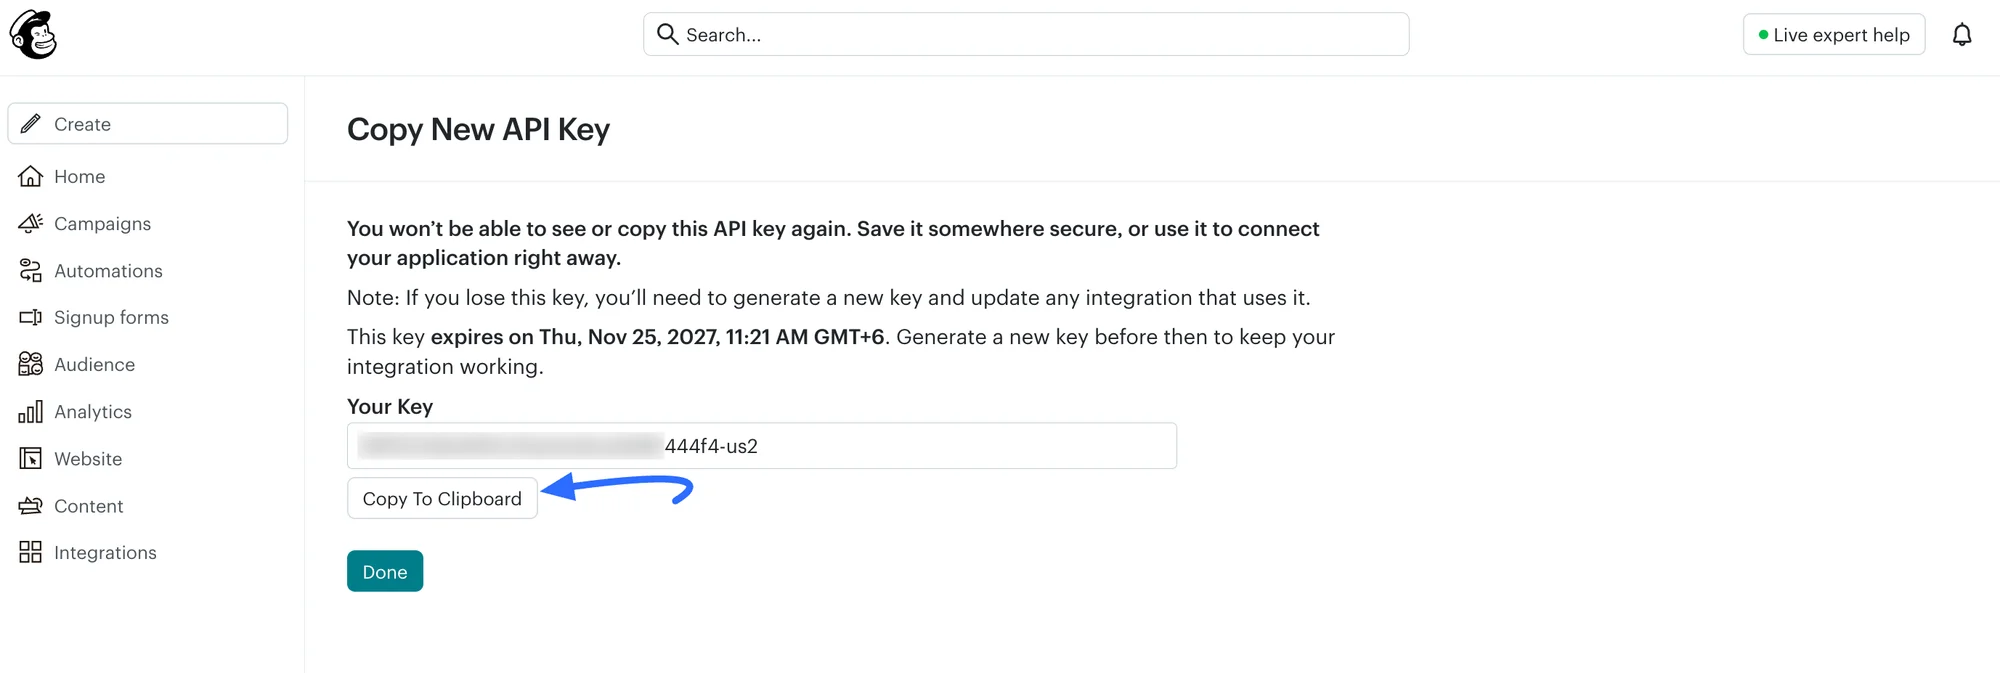 Search...
Live expert help
Create
Home
Campaigns
Automations
Signup forms
Audience
Analytics
Website
Content
Integrations
Copy New API Key
You won’t be able to see or copy this API key again. Save it somewhere secure, or use it to connect
your application right away.
Note: If you lose this key, you’ll need to generate a new key and update any integration that uses it.
This key expires on Thu, Nov 25, 2027, 11:21 AM GMT+6. Generate a new key before then to keep your
integration working.
Your Key
444f4-us2
Copy To Clipboard
Done